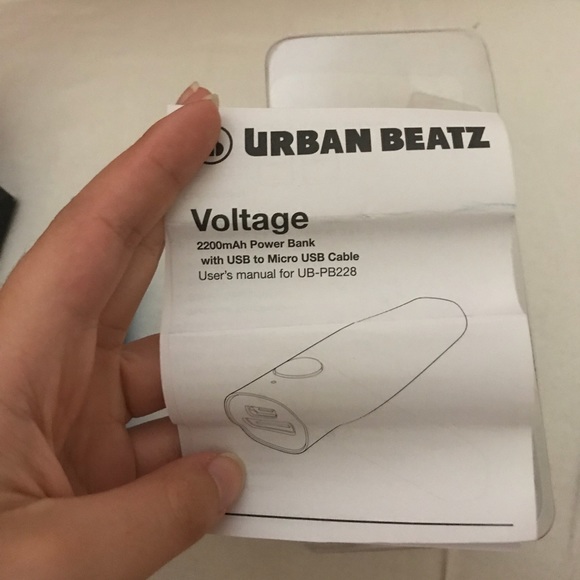 URBAN BEATZ
Voltage
2200mAh Power Bank
with USB to Micro USB Cable
User's manual for UB-PB228